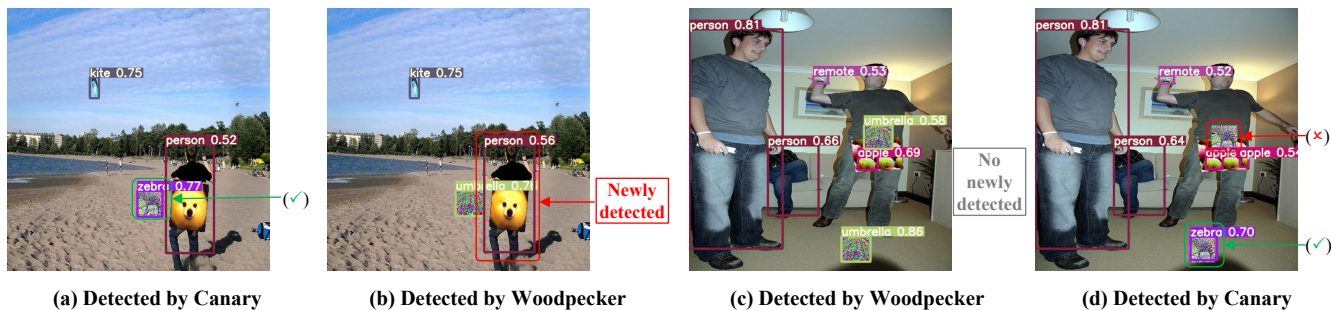 kite 0.75
person 0.52
zebra 0.77
(✓)
kite 0.75
person 0.56
umbrella 0.76
Newly
detected
person 0.81
remote 0.53
umbrella 0.58
person 0.66
apple 0.69
umbrella 0.86
No
newly
detected
person 0.81
remote 0.52
(×)
person 0.64
apple apple 0.54
zebra 0.70
(✓)
(a) Detected by Canary
(b) Detected by Woodpecker
(c) Detected by Woodpecker
(d) Detected by Canary